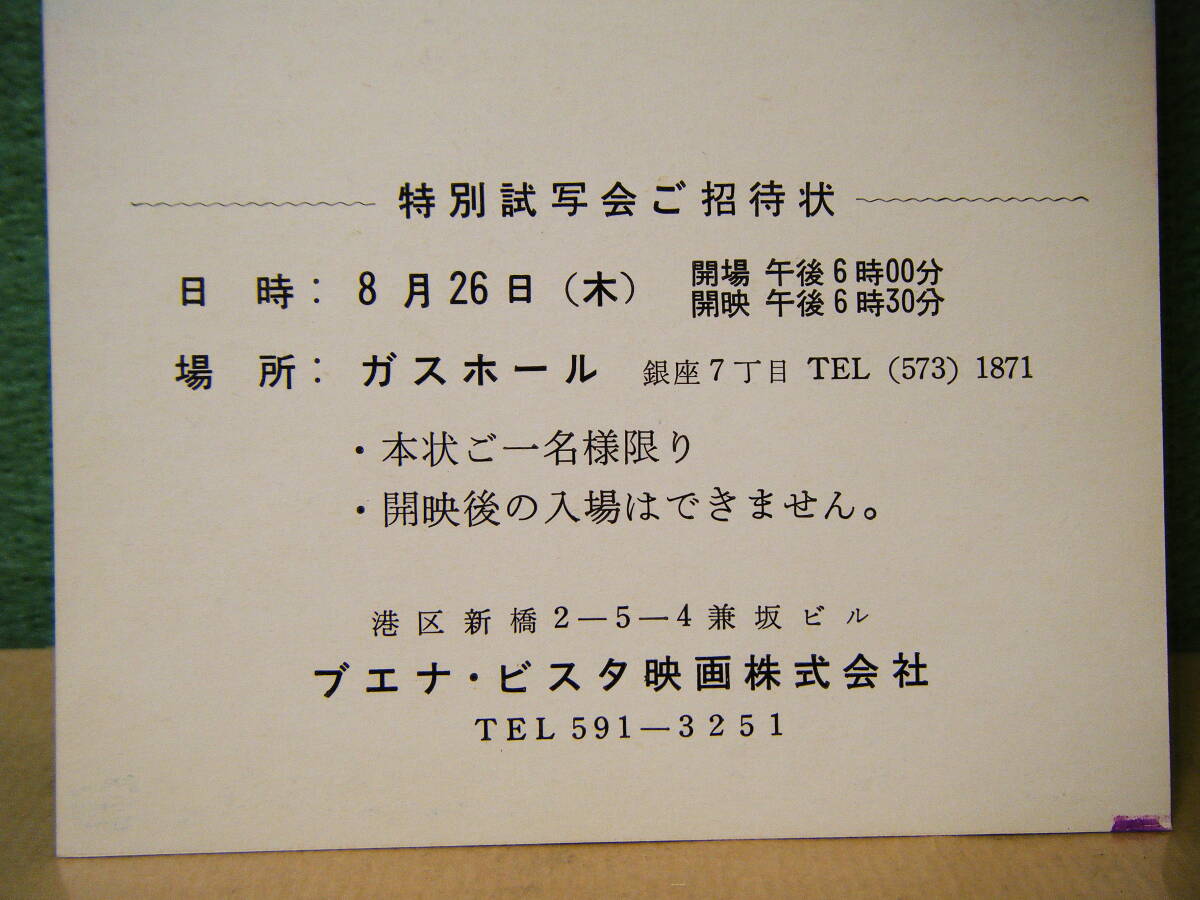 特別試写会ご招待状
日 時： 8月26日（木） 開場 午後6時00分
開映 午後6時30分
場 所： ガスホール 銀座7丁目 TEL（573）1871
・本状ご一名様限り
・開映後の入場はできません。
港区新橋2―5―4兼坂ビル
ブエナ・ビスタ映画株式会社
TEL 591―3251